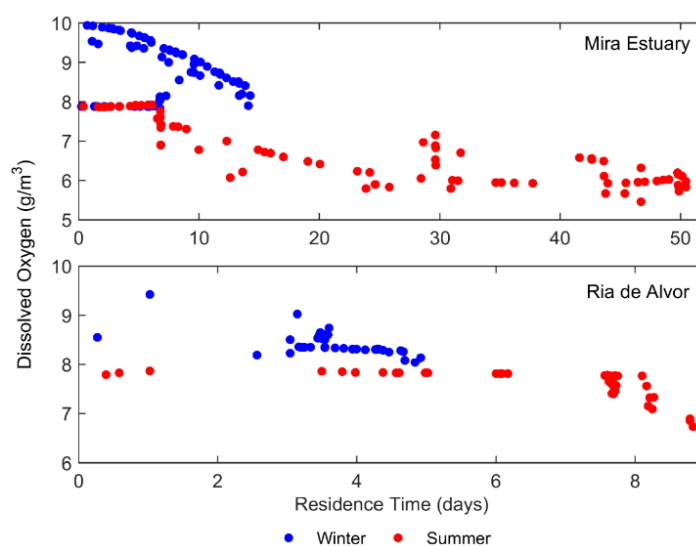 10
9
8
7
6
5
Mira Estuary
0 10 20 30 40 50
Dissolved Oxygen (g/m³)
10
9
8
7
6
Ria de Alvor
0 2 4 6 8
Residence Time (days)
Winter Summer